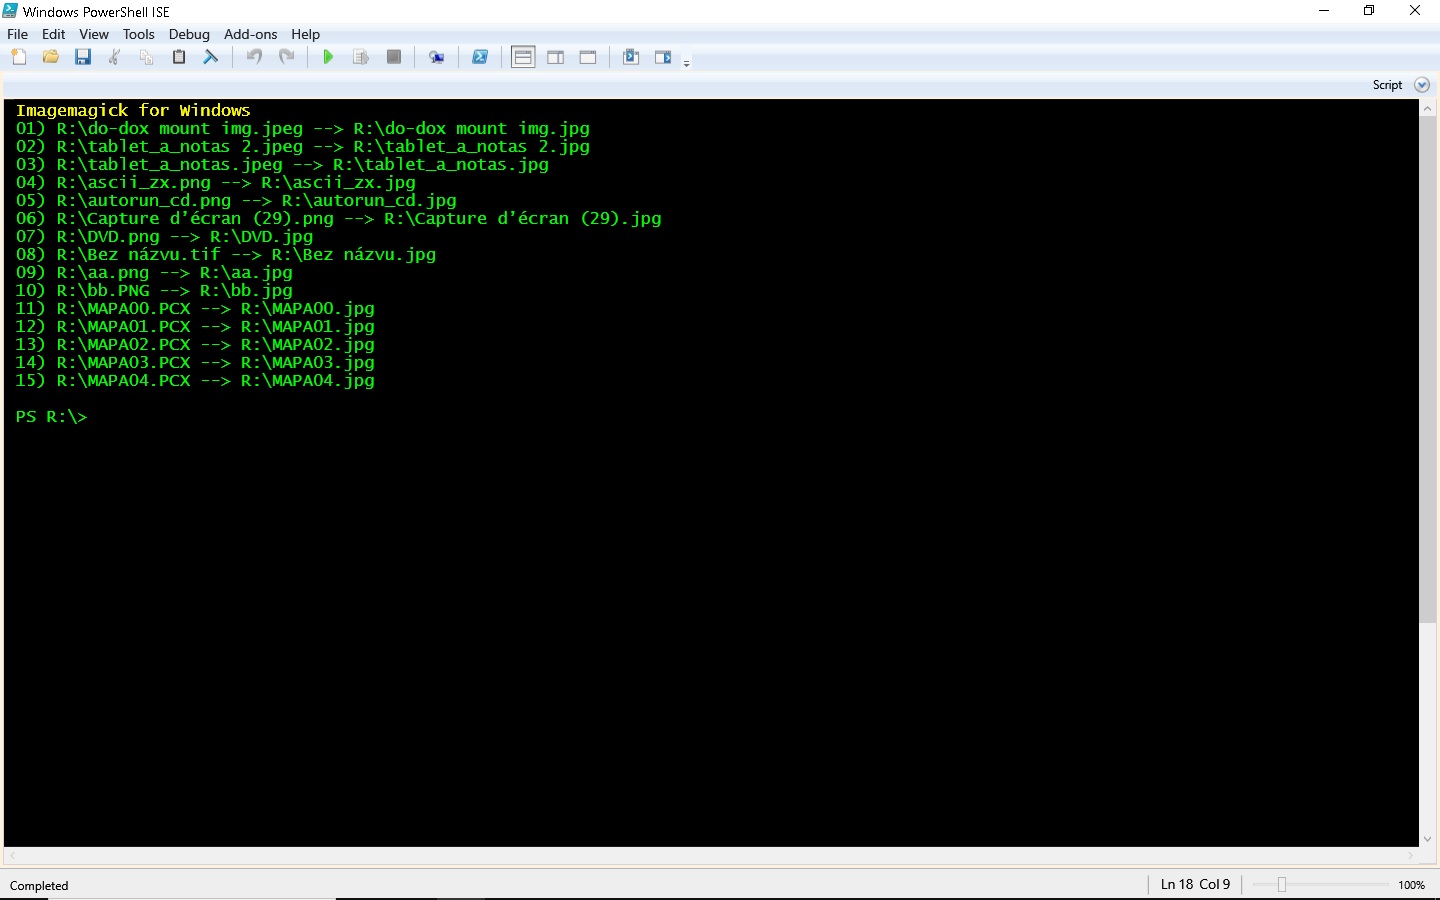 Windows PowerShell ISE
File Edit View Tools Debug Add-ons Help
Script
Imagemagick for Windows
01) R:\do-dox mount img.jpeg --> R:\do-dox mount img.jpg
02) R:\tablet_a_notas 2.jpeg --> R:\tablet_a_notas 2.jpg
03) R:\tablet_a_notas.jpeg --> R:\tablet_a_notas.jpg
04) R:\ascii_zx.png --> R:\ascii_zx.jpg
05) R:\autorun_cd.png --> R:\autorun_cd.jpg
06) R:\Capture d’écran (29).png --> R:\Capture d’écran (29).jpg
07) R:\DVD.png --> R:\DVD.jpg
08) R:\Bez názvu.tif --> R:\Bez názvu.jpg
09) R:\aa.png --> R:\aa.jpg
10) R:\bb.PNG --> R:\bb.jpg
11) R:\MAPA00.PCX --> R:\MAPA00.jpg
12) R:\MAPA01.PCX --> R:\MAPA01.jpg
13) R:\MAPA02.PCX --> R:\MAPA02.jpg
14) R:\MAPA03.PCX --> R:\MAPA03.jpg
15) R:\MAPA04.PCX --> R:\MAPA04.jpg
PS R:\>
Completed
Ln 18 Col 9
100%